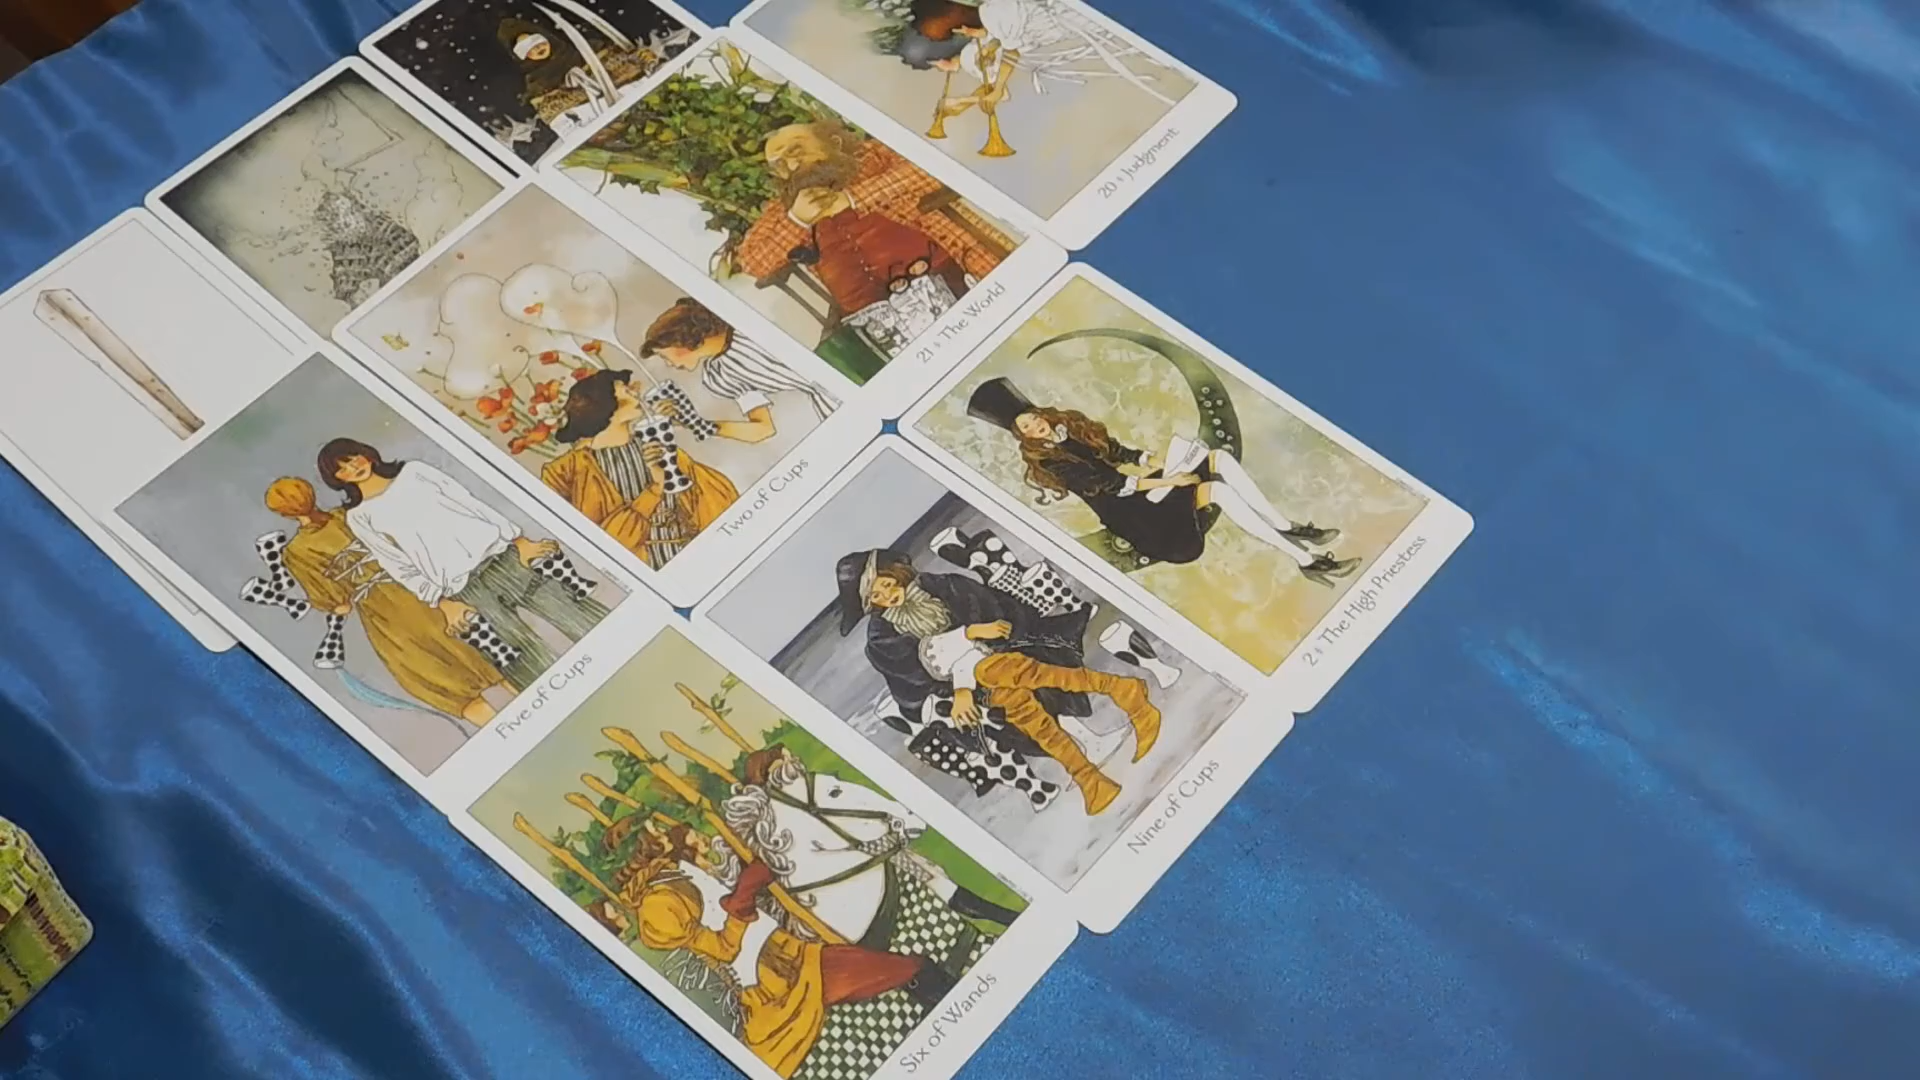 20 ♦ Judgment
21 ♦ The World
Two of Cups
2 ♦ The High Priestess
Five of Cups
Nine of Cups
Six of Wands